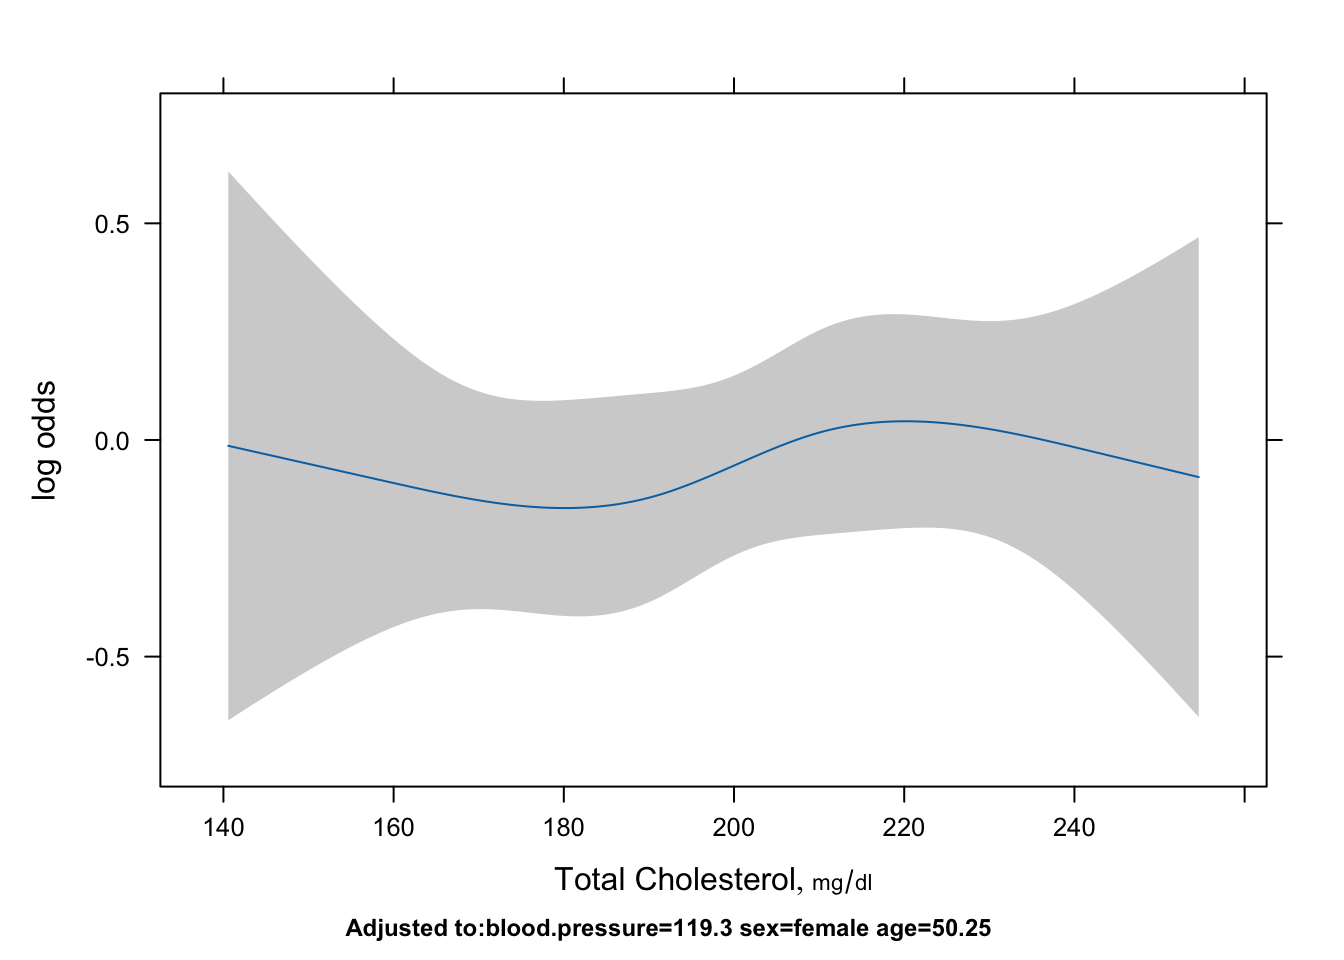 log odds
0.5
0.0
-0.5
140 160 180 200 220 240
Total Cholesterol, mg/dl
Adjusted to:blood.pressure=119.3 sex=female age=50.25